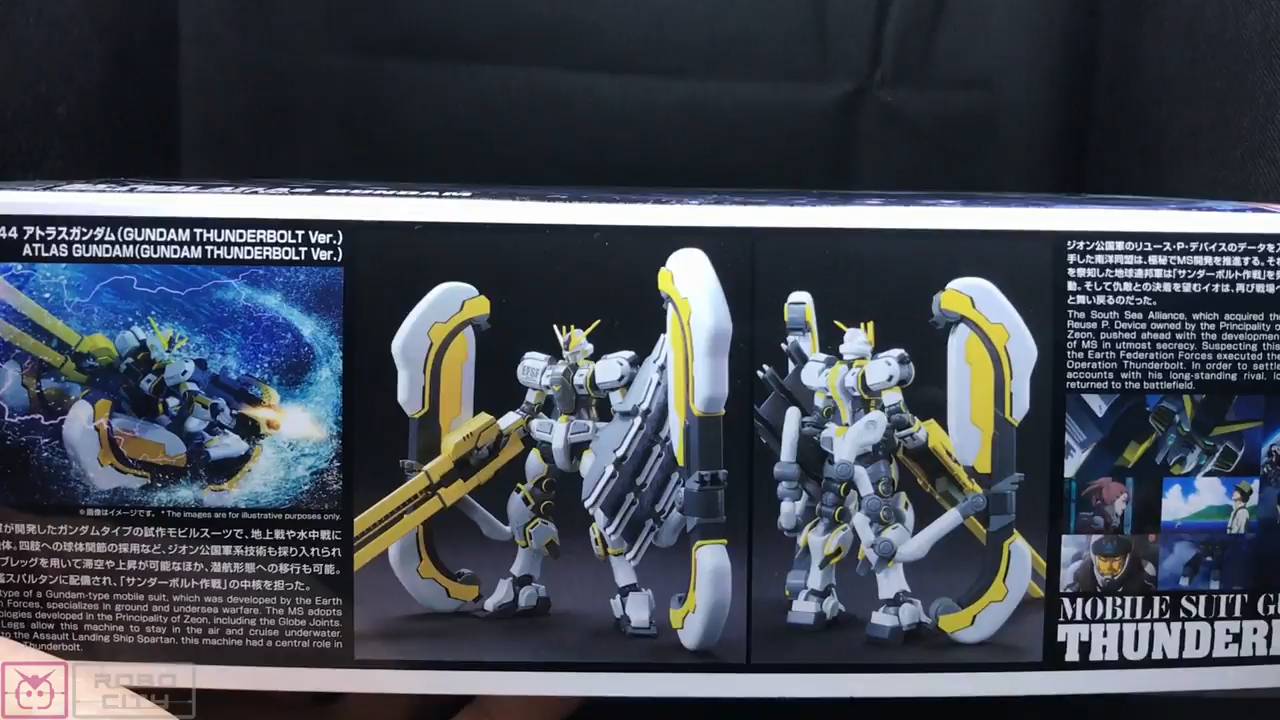 GUNDAM
44 アトラスガンダム(GUNDAM THUNDERBOLT Ver.)
ATLAS GUNDAM(GUNDAM THUNDERBOLT Ver.)
※画像はイメージです。 *The images are for illustrative purposes only.
が開発したガンダムタイプの試作モビルスーツで、地上戦や水中戦に
体。四肢への球体関節の採用など、ジオン公国軍系技術も採り入れられ
ブレッグを用いて滞空や上昇が可能なほか、潜航形態への移行も可能。
艦スパルタンに配備され、「サンダーボルト作戦」の中核を担った。
type of a Gundam-type mobile suit, which was developed by the Earth
n Forces, specializes in ground and undersea warfare. The MS adopts
ologies developed in the Principality of Zeon, including the Globe Joints.
Legs allow this machine to stay in the air and cruise underwater.
to the Assault Landing Ship Spartan, this machine had a central role in
Thunderbolt.
EFSF
ジオン公国軍のリユース・P・デバイスのデータを入
手した南洋同盟は、極秘でMS開発を推進する。それ
を察知した地球連邦軍は「サンダーボルト作戦」を発
動。そして仇敵との決着を望むイオは、再び戦場へ
と舞い戻るのだった。
The South Sea Alliance, which acquired the
Reuse P. Device owned by the Principality of
Zeon, pushed ahead with the development
of MS in utmost secrecy. Suspecting this,
the Earth Federation Forces executed the
Operation Thunderbolt. In order to settle
accounts with his long-standing rival, Io
returned to the battlefield.
MOBILE SUIT G
THUNDER
ROBO
CITY